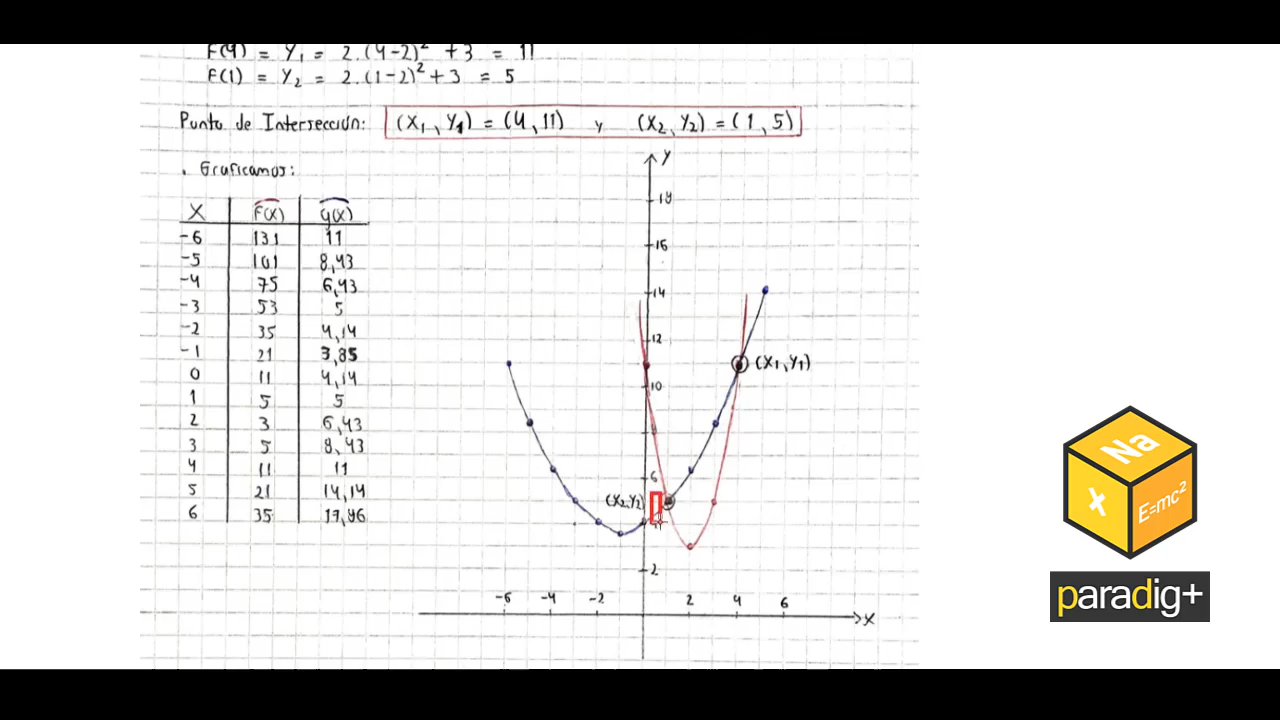 F(4) = Y1 = 2.(4-2)² +3 = 11
F(1) = Y2 = 2.(1-2)² +3 = 5
Punto de Intersección: (X1, Y1) = (4, 11) y (X2, Y2) = (1, 5)
. Graficamos:
X F(X) g(X)
-6 131 11
-5 101 8,43
-4 75 6,43
-3 53 5
-2 35 4,14
-1 21 3,85
0 11 4,14
1 5 5
2 3 6,43
3 5 8,43
4 11 11
5 21 14,14
6 35
Y
18
16
14
12
(X1, Y1)
10
6
(X2, Y2)
4
2
-6 -4 -2 2 4 6
X
Na
X
E=mc²
paradig+